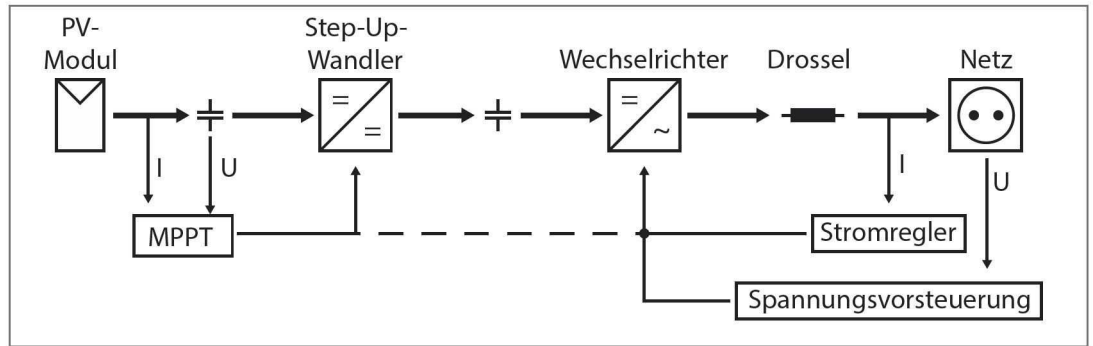 PV-
Modul
Step-Up-
Wandler
Wechselrichter
Drossel
Netz
=
=
=
~
I
U
I
U
MPPT
Stromregler
Spannungsvorsteuerung